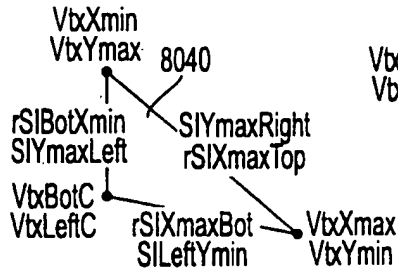 VtxXmin
VtxYmax
8040
rSlBotXmin
SlYmaxLeft
SlYmaxRight
rSlXmaxTop
VtxBotC
VtxLeftC
rSlXmaxBot
SlLeftYmin
VtxXmax
VtxYmin